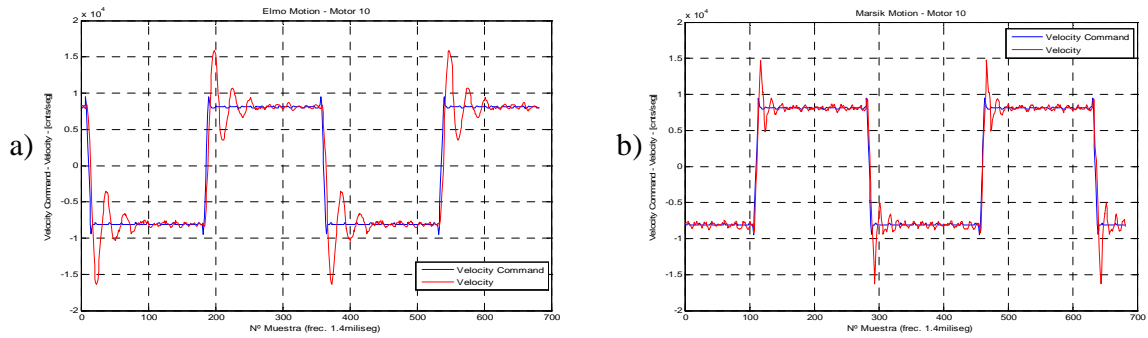 a)
Elmo Motion - Motor 10
x 10⁴
Velocity Command - Velocity - [cnts/seg]
2
1.5
1
0.5
0
-0.5
-1
-1.5
-2
0 100 200 300 400 500 600 700
Nº Muestra (frec. 1.4miliseg)
Velocity Command
Velocity
b)
Marsik Motion - Motor 10
x 10⁴
Velocity Command - Velocity - [cnts/seg]
2
1.5
1
0.5
0
-0.5
-1
-1.5
-2
0 100 200 300 400 500 600 700
Nº Muestra (frec. 1.4miliseg)
Velocity Command
Velocity